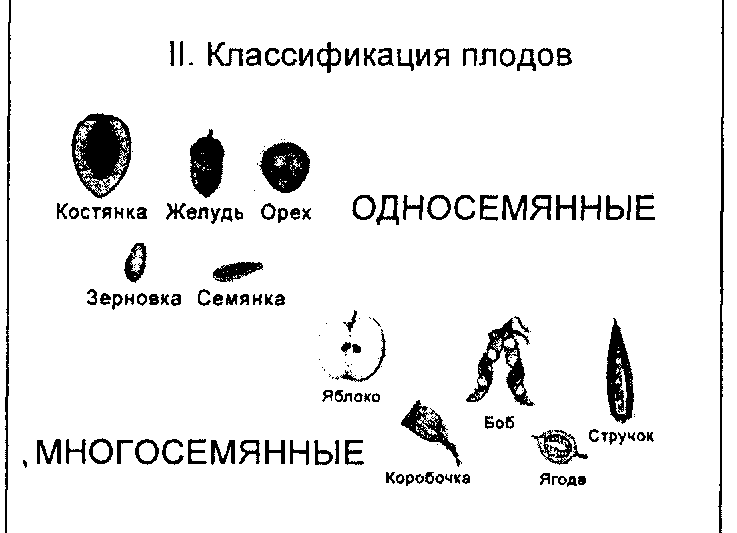 II. Классификация плодов
Костянка Желудь Орех
ОДНОСЕМЯННЫЕ
Зерновка Семянка
Яблоко
Боб
Стручок
МНОГОСЕМЯННЫЕ
Коробочка
Ягода